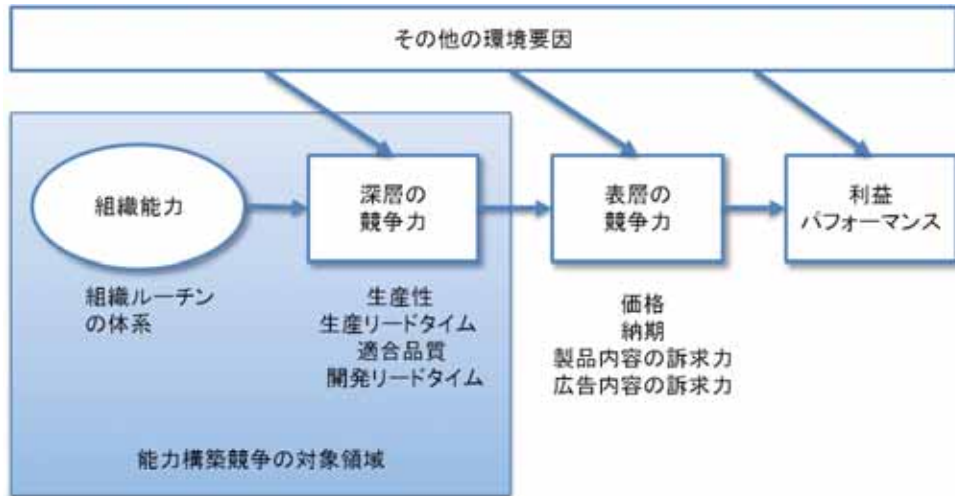 その他の環境要因
組織能力
組織ルーチン
の体系
深層の
競争力
生産性
生産リードタイム
適合品質
開発リードタイム
表層の
競争力
価格
納期
製品内容の訴求力
広告内容の訴求力
利益
パフォーマンス
能力構築競争の対象領域